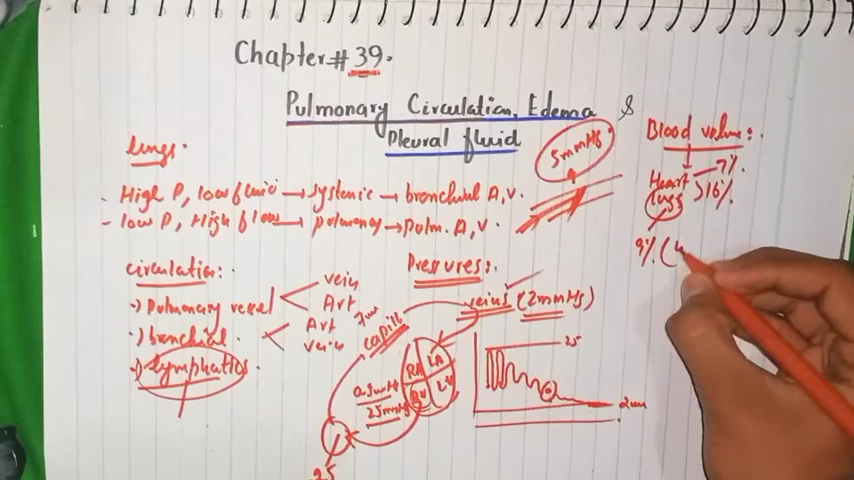 Chapter# 39.
Pulmonary Circulation, Edema &
Pleural fluid
5mmHg
lungs.
- High P, low fluid → systemic → bronchial A,V.
- low P, High flow → pulmonary → Pulm. A,V.
circulation:
•) Pulmonary vessel
vein
Art
•) bronchial.
Art
vein
•) lymphatics.
Pressures:
veins (2mmHg)
7mm
capill
RA LA
RV LV
25mmHg
25
25
2mm
Blood volume:
Heart 7%.
lungs 16%.
9%. (4